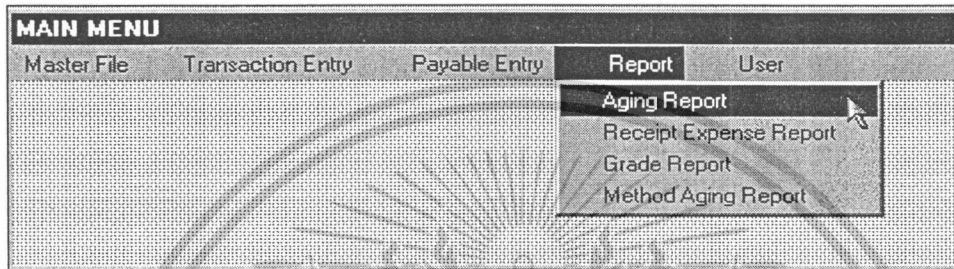 MAIN MENU
Master File Transaction Entry Payable Entry Report User
Aging Report
Receipt Expense Report
Grade Report
Method Aging Report